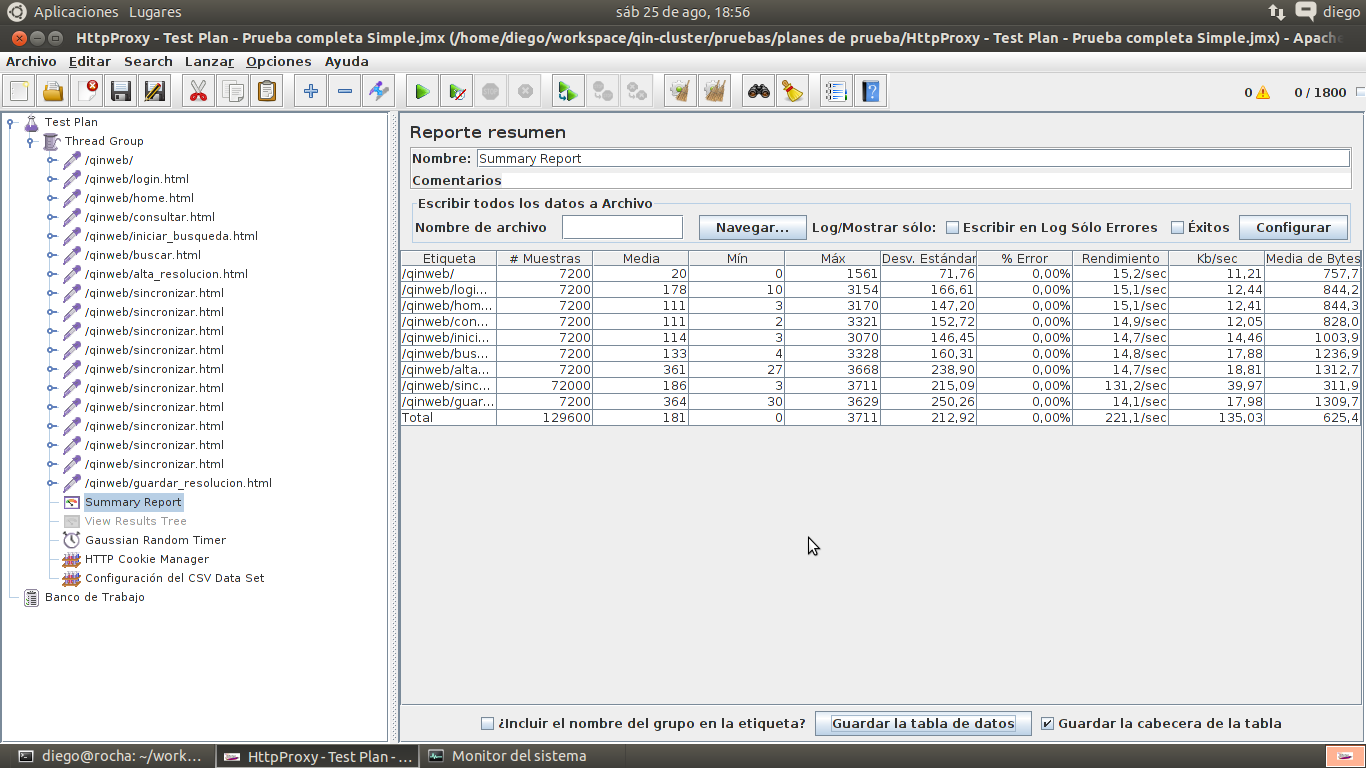 Aplicaciones Lugares sáb 25 de ago, 18:56 diego
HttpProxy - Test Plan - Prueba completa Simple.jmx (/home/diego/workspace/qin-cluster/pruebas/planes de prueba/HttpProxy - Test Plan - Prueba completa Simple.jmx) - Apache
Archivo Editar Search Lanzar Opciones Ayuda
0 0 / 1800
Test Plan
Thread Group
/qinweb/
/qinweb/login.html
/qinweb/home.html
/qinweb/consultar.html
/qinweb/iniciar_busqueda.html
/qinweb/buscar.html
/qinweb/alta_resolucion.html
/qinweb/sincronizar.html
/qinweb/sincronizar.html
/qinweb/sincronizar.html
/qinweb/sincronizar.html
/qinweb/sincronizar.html
/qinweb/sincronizar.html
/qinweb/sincronizar.html
/qinweb/sincronizar.html
/qinweb/sincronizar.html
/qinweb/sincronizar.html
/qinweb/guardar_resolucion.html
Summary Report
View Results Tree
Gaussian Random Timer
HTTP Cookie Manager
Configuración del CSV Data Set
Banco de Trabajo
Reporte resumen
Nombre: Summary Report
Comentarios
Escribir todos los datos a Archivo
Nombre de archivo Navegar... Log/Mostrar sólo: Escribir en Log Sólo Errores Éxitos Configurar
Etiqueta # Muestras Media Mín Máx Desv. Estándar % Error Rendimiento Kb/sec Media de Bytes
/qinweb/ 7200 20 0 1561 71,76 0,00% 15,2/sec 11,21 757,7
/qinweb/logi... 7200 178 10 3154 166,61 0,00% 15,1/sec 12,44 844,2
/qinweb/hom... 7200 111 3 3170 147,20 0,00% 15,1/sec 12,41 844,3
/qinweb/con... 7200 111 2 3321 152,72 0,00% 14,9/sec 12,05 828,0
/qinweb/inici... 7200 114 3 3070 146,45 0,00% 14,7/sec 14,46 1003,9
/qinweb/bus... 7200 133 4 3328 160,31 0,00% 14,8/sec 17,88 1236,9
/qinweb/alta... 7200 361 27 3668 238,90 0,00% 14,7/sec 18,81 1312,7
/qinweb/sinc... 72000 186 3 3711 215,09 0,00% 131,2/sec 39,97 311,9
/qinweb/guar... 7200 364 30 3629 250,26 0,00% 14,1/sec 17,98 1309,7
Total 129600 181 0 3711 212,92 0,00% 221,1/sec 135,03 625,4
¿Incluir el nombre del grupo en la etiqueta? Guardar la tabla de datos Guardar la cabecera de la tabla
diego@rocha: ~/work... HttpProxy - Test Plan - ... Monitor del sistema